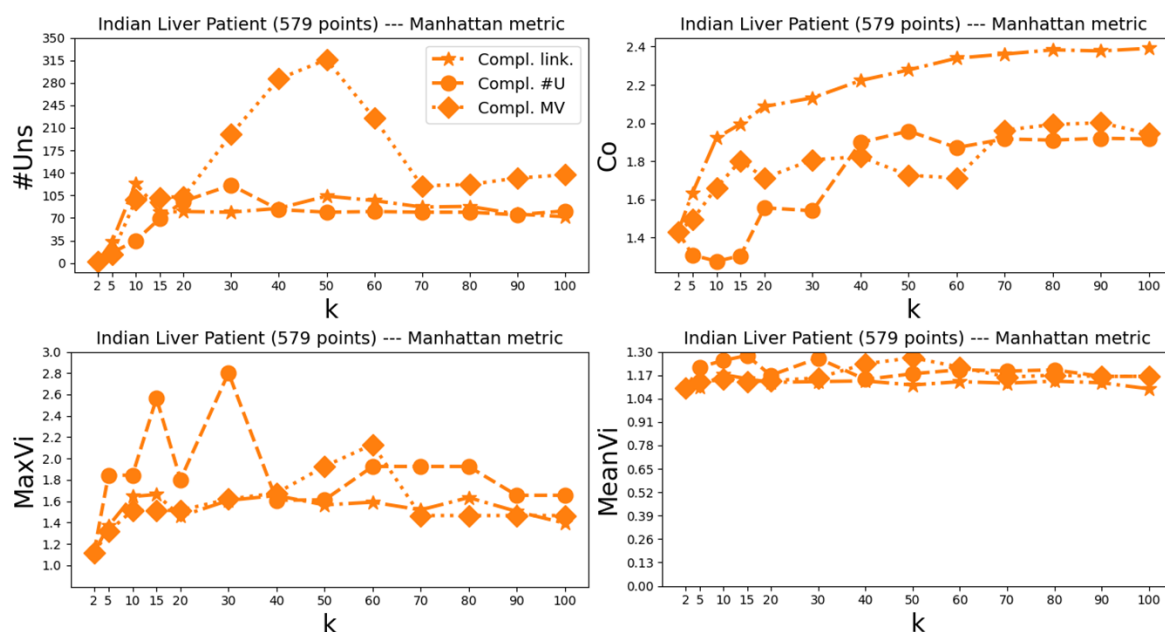 Indian Liver Patient (579 points) --- Manhattan metric
350
315
280
245
210
175
140
105
70
35
0
#Uns
Compl. link.
Compl. #U
Compl. MV
2 5 10 15 20 30 40 50 60 70 80 90 100
k
Indian Liver Patient (579 points) --- Manhattan metric
2.4
2.2
2.0
1.8
1.6
1.4
Co
2 5 10 15 20 30 40 50 60 70 80 90 100
k
Indian Liver Patient (579 points) --- Manhattan metric
3.0
2.8
2.6
2.4
2.2
2.0
1.8
1.6
1.4
1.2
1.0
MaxVi
2 5 10 15 20 30 40 50 60 70 80 90 100
k
Indian Liver Patient (579 points) --- Manhattan metric
1.30
1.17
1.04
0.91
0.78
0.65
0.52
0.39
0.26
0.13
0.00
MeanVi
2 5 10 15 20 30 40 50 60 70 80 90 100
k